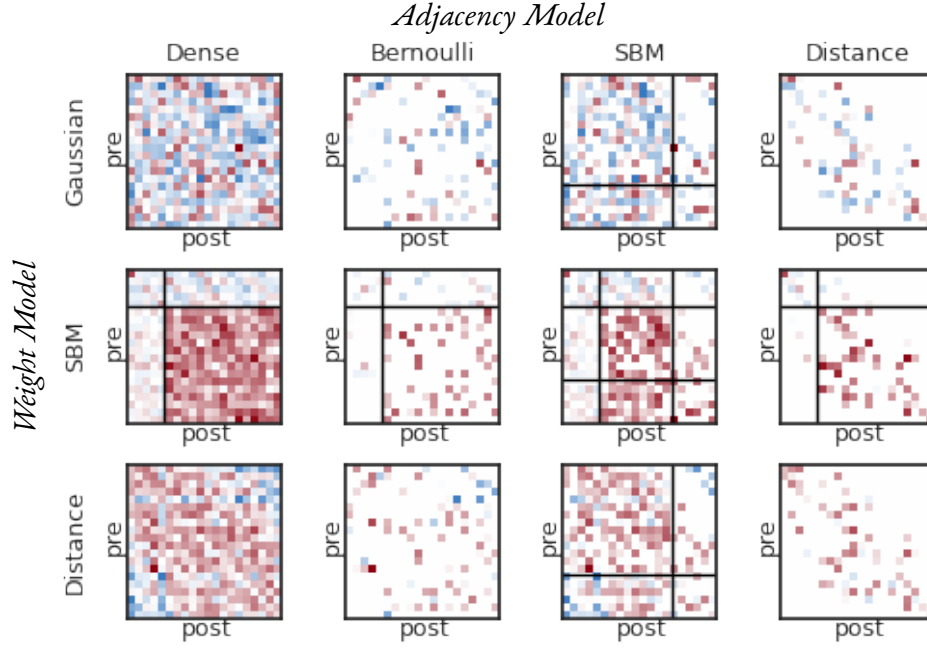 Adjacency Model
Dense Bernoulli SBM Distance
Weight Model
Gaussian
pre pre pre pre
post post post post
SBM
pre pre pre pre
post post post post
Distance
pre pre pre pre
post post post post